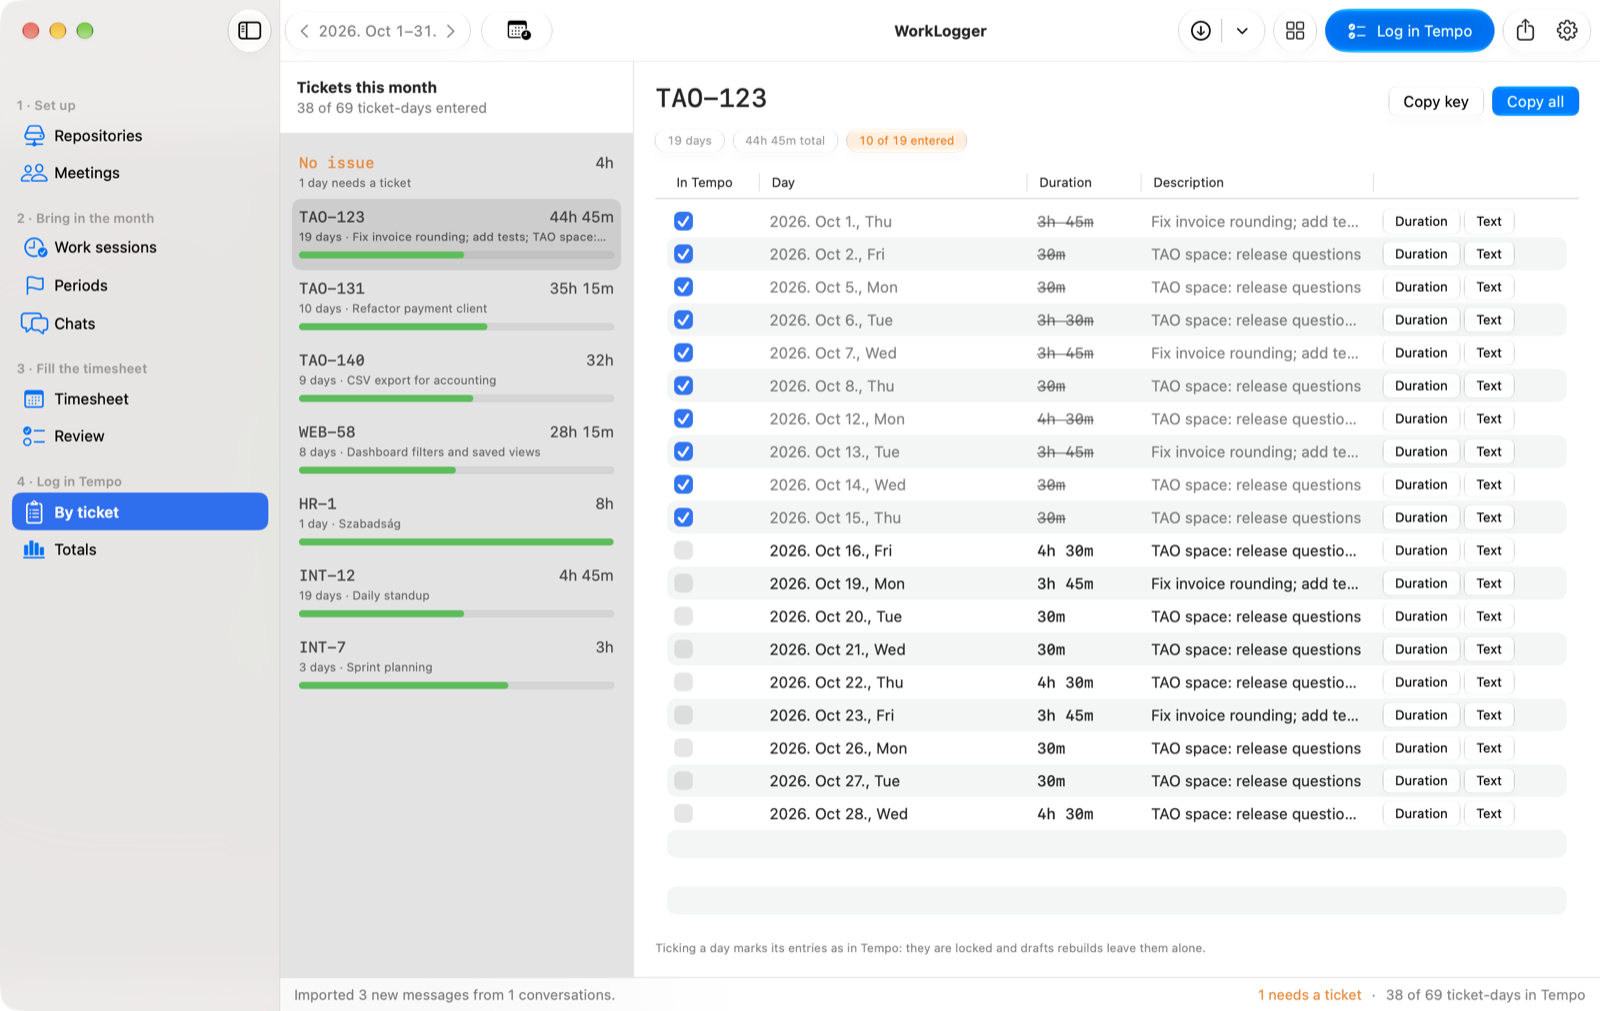 2026. Oct 1–31.
WorkLogger
Log in Tempo
1 · Set up
Repositories
Meetings
2 · Bring in the month
Work sessions
Periods
Chats
3 · Fill the timesheet
Timesheet
Review
4 · Log in Tempo
By ticket
Totals
Tickets this month
38 of 69 ticket-days entered
No issue 4h
1 day needs a ticket
TAO-123 44h 45m
19 days · Fix invoice rounding; add tests; TAO space:...
TAO-131 35h 15m
10 days · Refactor payment client
TAO-140 32h
9 days · CSV export for accounting
WEB-58 28h 15m
8 days · Dashboard filters and saved views
HR-1 8h
1 day · Szabadság
INT-12 4h 45m
19 days · Daily standup
INT-7 3h
3 days · Sprint planning
TAO-123
Copy key Copy all
19 days 44h 45m total 10 of 19 entered
In Tempo Day Duration Description
2026. Oct 1., Thu 3h 45m Fix invoice rounding; add te... Duration Text
2026. Oct 2., Fri 30m TAO space: release questions Duration Text
2026. Oct 5., Mon 30m TAO space: release questions Duration Text
2026. Oct 6., Tue 3h 30m TAO space: release questio... Duration Text
2026. Oct 7., Wed 3h 45m Fix invoice rounding; add te... Duration Text
2026. Oct 8., Thu 30m TAO space: release questions Duration Text
2026. Oct 12., Mon 4h 30m TAO space: release questio... Duration Text
2026. Oct 13., Tue 3h 45m Fix invoice rounding; add te... Duration Text
2026. Oct 14., Wed 30m TAO space: release questions Duration Text
2026. Oct 15., Thu 30m TAO space: release questions Duration Text
2026. Oct 16., Fri 4h 30m TAO space: release questio... Duration Text
2026. Oct 19., Mon 3h 45m Fix invoice rounding; add te... Duration Text
2026. Oct 20., Tue 30m TAO space: release questions Duration Text
2026. Oct 21., Wed 30m TAO space: release questions Duration Text
2026. Oct 22., Thu 4h 30m TAO space: release questio... Duration Text
2026. Oct 23., Fri 3h 45m Fix invoice rounding; add te... Duration Text
2026. Oct 26., Mon 30m TAO space: release questions Duration Text
2026. Oct 27., Tue 30m TAO space: release questions Duration Text
2026. Oct 28., Wed 4h 30m TAO space: release questio... Duration Text
Ticking a day marks its entries as in Tempo: they are locked and drafts rebuilds leave them alone.
Imported 3 new messages from 1 conversations.
1 needs a ticket · 38 of 69 ticket-days in Tempo